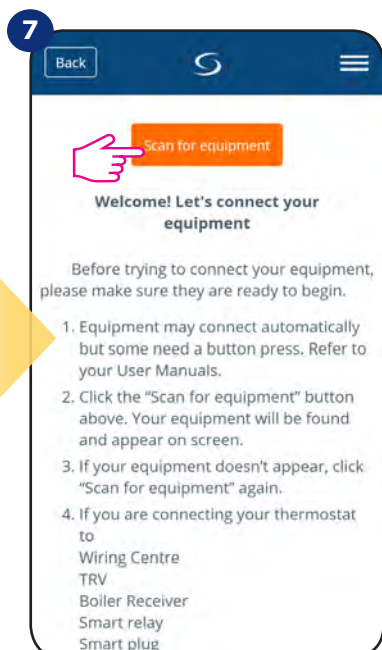 7
Back
Scan for equipment
Welcome! Let's connect your
equipment
Before trying to connect your equipment,
please make sure they are ready to begin.
1. Equipment may connect automatically
but some need a button press. Refer to
your User Manuals.
2. Click the “Scan for equipment” button
above. Your equipment will be found
and appear on screen.
3. If your equipment doesn’t appear, click
“Scan for equipment” again.
4. If you are connecting your thermostat
to
Wiring Centre
TRV
Boiler Receiver
Smart relay
Smart plug